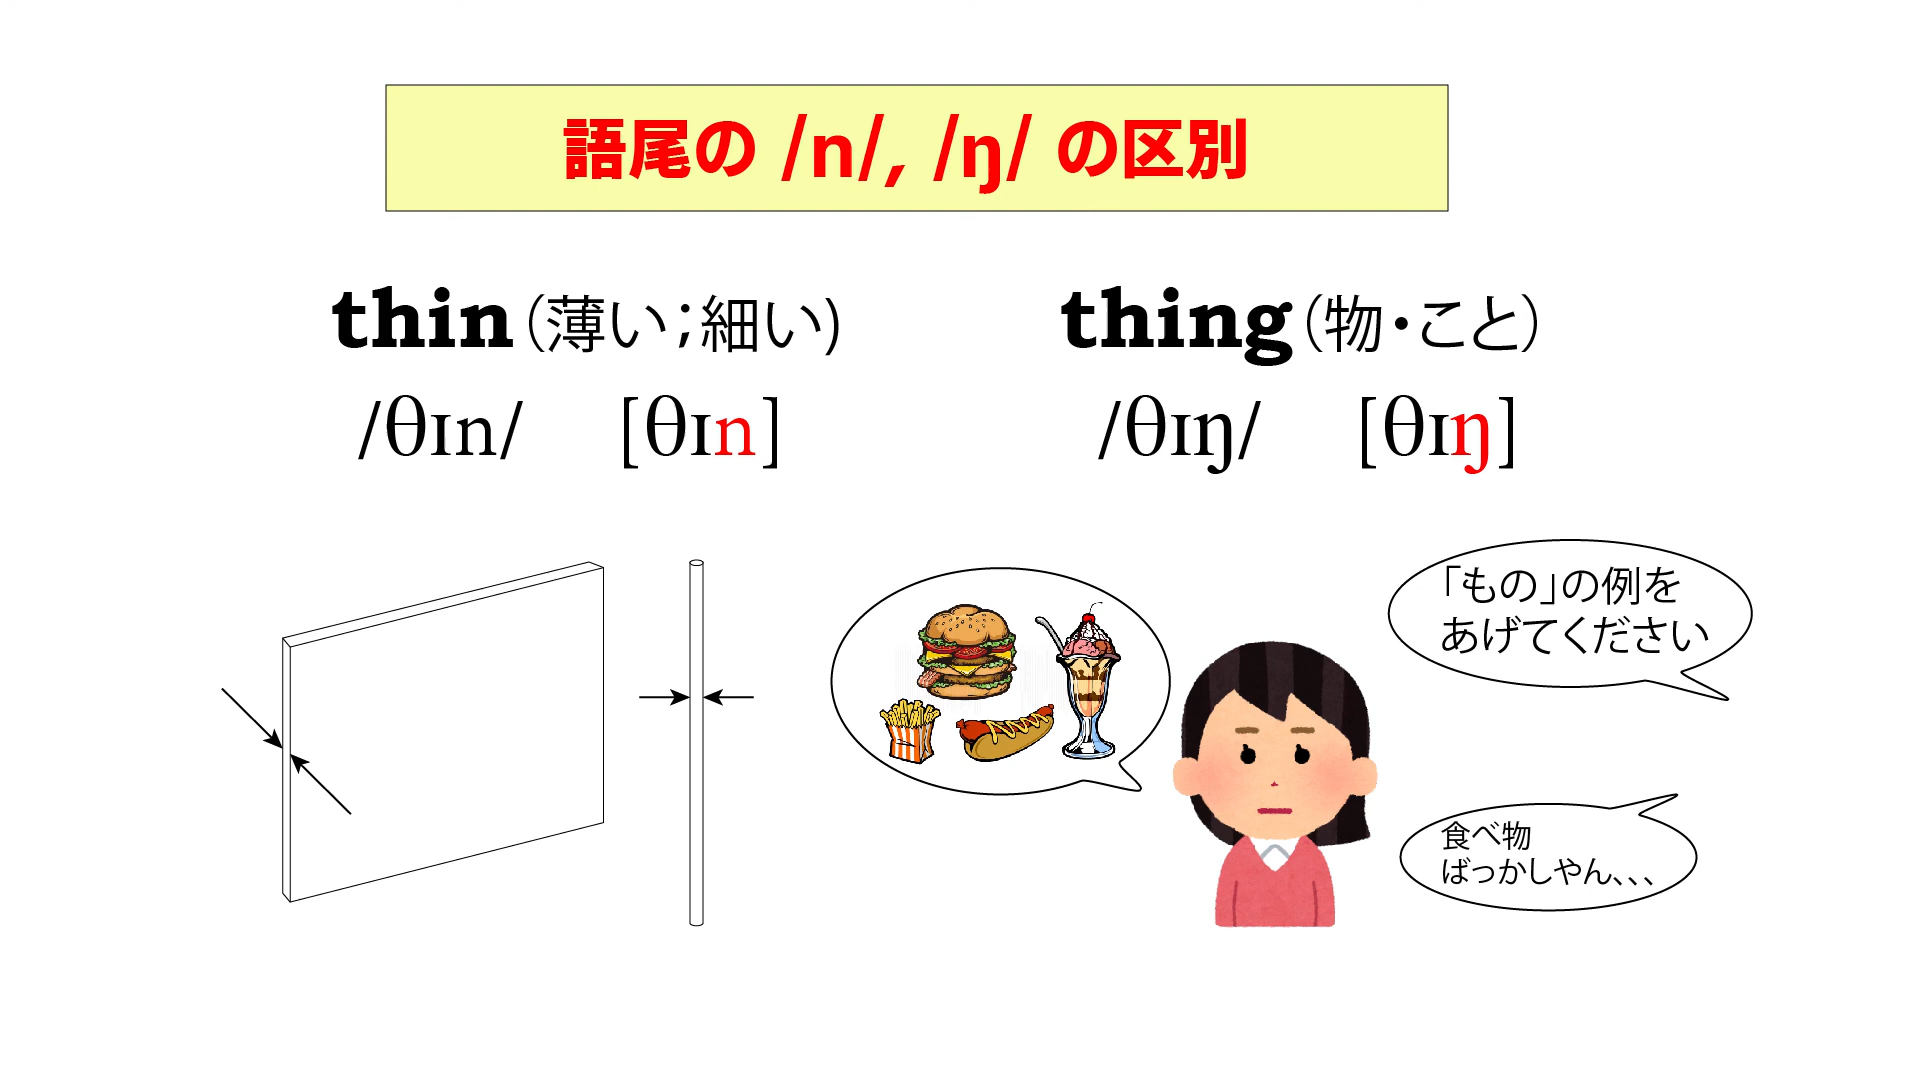 語尾の /n/, /ŋ/ の区別
thin（薄い；細い)
/θɪn/ [θɪn]
thing（物・こと）
/θɪŋ/ [θɪŋ]
「もの」の例を
あげてください
食べ物
ばっかしやん、、、